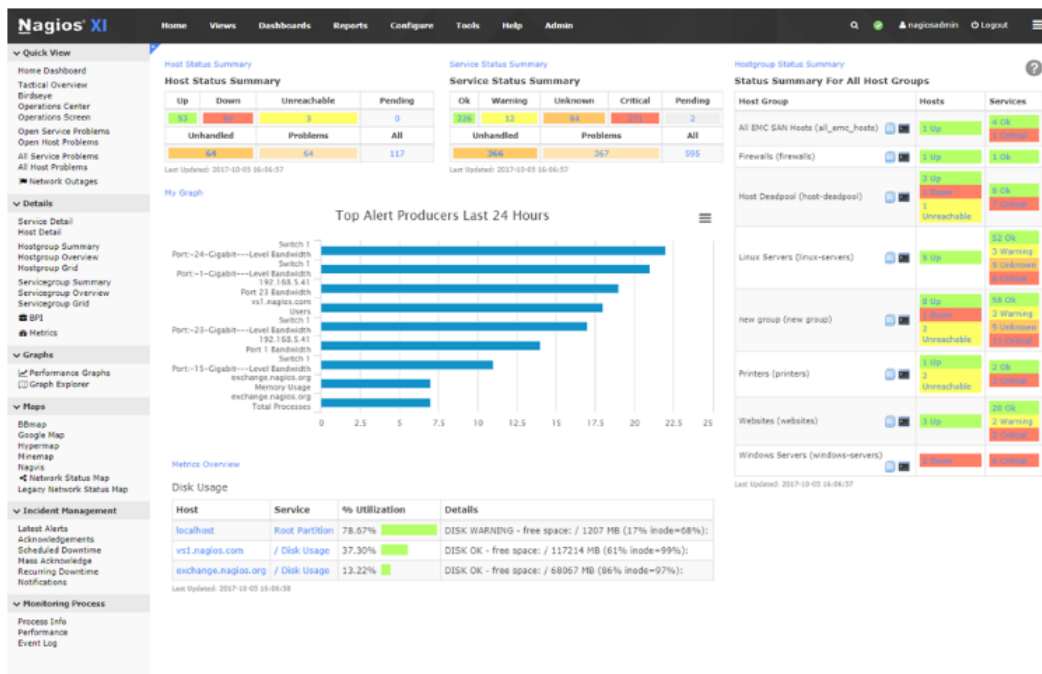 Nagios XI
Home Views Dashboards Reports Configure Tools Help Admin
nagiosadmin Logout
Quick View
Home Dashboard
Tactical Overview
Birdseye
Operations Center
Operations Screen
Open Service Problems
Open Host Problems
All Service Problems
All Host Problems
Network Outages
Details
Service Detail
Host Detail
Hostgroup Summary
Hostgroup Overview
Hostgroup Grid
Servicegroup Summary
Servicegroup Overview
Servicegroup Grid
BPI
Metrics
Graphs
Performance Graphs
Graph Explorer
Maps
BBmap
Google Map
Hypermap
Minemap
Nagvis
Network Status Map
Legacy Network Status Map
Incident Management
Latest Alerts
Acknowledgements
Scheduled Downtime
Mass Acknowledge
Recurring Downtime
Notifications
Monitoring Process
Process Info
Performance
Event Log
Host Status Summary
Host Status Summary
Up Down Unreachable Pending
53 3 0
Unhandled Problems All
64 64 117
Last Updated: 2017-10-05 16:06:57
Service Status Summary
Service Status Summary
Ok Warning Unknown Critical Pending
226 12 84 271 2
Unhandled Problems All
366 367 595
Last Updated: 2017-10-05 16:06:57
My Graph
Top Alert Producers Last 24 Hours
Switch 1
Port:~24~Gigabit~~~Level Bandwidth
Switch 1
Port:~1~Gigabit~~~Level Bandwidth
192.168.5.41
Port 23 Bandwidth
vs1.nagios.com
Users
Switch 1
Port:~23~Gigabit~~~Level Bandwidth
192.168.5.41
Port 1 Bandwidth
Switch 1
Port:~15~Gigabit~~~Level Bandwidth
exchange.nagios.org
Memory Usage
exchange.nagios.org
Total Processes
0 2.5 5 7.5 10 12.5 15 17.5 20 22.5 25
Metrics Overview
Disk Usage
Host Service % Utilization Details
localhost Root Partition 78.67% DISK WARNING - free space: / 1207 MB (17% inode=68%):
vs1.nagios.com / Disk Usage 37.30% DISK OK - free space: / 117214 MB (61% inode=99%):
exchange.nagios.org / Disk Usage 13.22% DISK OK - free space: / 68067 MB (86% inode=97%):
Last Updated: 2017-10-05 16:06:58
Hostgroup Status Summary
Status Summary For All Host Groups
Host Group Hosts Services
All EMC SAN Hosts (all_emc_hosts) 1 Up 4 Ok
1 Critical
Firewalls (firewalls) 1 Up 1 Ok
Host Deadpool (host-deadpool) 3 Up 8 Ok
1 Down 7 Critical
1
Unreachable
Linux Servers (linux-servers) 5 Up 52 Ok
3 Warning
9 Unknown
6 Critical
new group (new group) 8 Up 58 Ok
1 Down 3 Warning
2 9 Unknown
Unreachable 11 Critical
Printers (printers) 1 Up 2 Ok
2 2 Critical
Unreachable
Websites (websites) 3 Up 20 Ok
2 Warning
Critical
Windows Servers (windows-servers) Down Critical
Last Updated: 2017-10-05 16:06:57